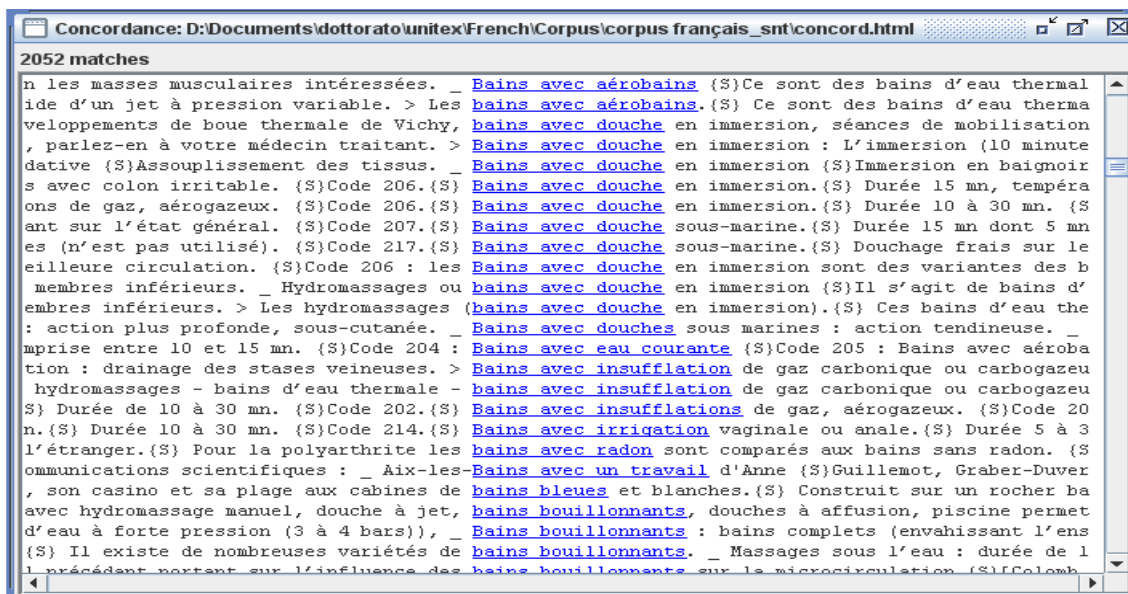 Concordance: D:\Documents\dottorato\unitex\French\Corpus\corpus français_snt\concord.html
2052 matches
n les masses musculaires intéressées. _ Bains avec aérobains {S}Ce sont des bains d'eau thermal
ide d'un jet à pression variable. > Les bains avec aérobains.{S} Ce sont des bains d'eau therma
veloppements de boue thermale de Vichy, bains avec douche en immersion, séances de mobilisation
, parlez-en à votre médecin traitant. > Bains avec douche en immersion : L'immersion (10 minute
dative {S}Assouplissement des tissus. _ Bains avec douche en immersion {S}Immersion en baignoir
s avec colon irritable. {S}Code 206.{S} Bains avec douche en immersion.{S} Durée 15 mn, tempéra
ons de gaz, aérogazeux. {S}Code 206.{S} Bains avec douche en immersion.{S} Durée 10 à 30 mn. {S
ant sur l'état général. {S}Code 207.{S} Bains avec douche sous-marine.{S} Durée 15 mn dont 5 mn
es (n'est pas utilisé). {S}Code 217.{S} Bains avec douche sous-marine.{S} Douchage frais sur le
eilleure circulation. {S}Code 206 : les Bains avec douche en immersion sont des variantes des b
membres inférieurs. _ Hydromassages ou bains avec douche en immersion {S}Il s'agit de bains d'
embres inférieurs. > Les hydromassages (bains avec douche en immersion).{S} Ces bains d'eau the
: action plus profonde, sous-cutanée. _ Bains avec douches sous marines : action tendineuse. _
mprise entre 10 et 15 mn. {S}Code 204 : Bains avec eau courante {S}Code 205 : Bains avec aéroba
tion : drainage des stases veineuses. > Bains avec insufflation de gaz carbonique ou carbogazeu
hydromassages - bains d'eau thermale - bains avec insufflation de gaz carbonique ou carbogazeu
S} Durée de 10 à 30 mn. {S}Code 202.{S} Bains avec insufflations de gaz, aérogazeux. {S}Code 20
n.{S} Durée 10 à 30 mn. {S}Code 214.{S} Bains avec irrigation vaginale ou anale.{S} Durée 5 à 3
l'étranger.{S} Pour la polyarthrite les bains avec radon sont comparés aux bains sans radon. {S
ommunications scientifiques : _ Aix-les-Bains avec un travail d'Anne {S}Guillemot, Graber-Duver
, son casino et sa plage aux cabines de bains bleues et blanches.{S} Construit sur un rocher ba
avec hydromassage manuel, douche à jet, bains bouillonnants, douches à affusion, piscine permet
d'eau à forte pression (3 à 4 bars)), _ Bains bouillonnants : bains complets (envahissant l'ens
{S} Il existe de nombreuses variétés de bains bouillonnants. _ Massages sous l'eau : durée de l
l précédant portant sur l'influence des bains bouillonnants sur la microcirculation {S}[Colomb